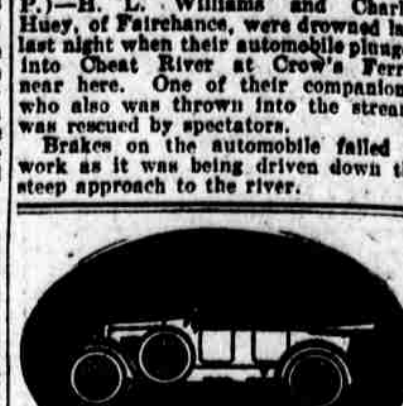 P.)—H. L. Williams and Charl
Huey, of Fairchance, were drowned la
last night when their automobile plunge
into Cheat River at Crow's Ferr
near here. One of their companion
who also was thrown into the strea
was rescued by spectators.
Brakes on the automobile failed
work as it was being driven down t
steep approach to the river.